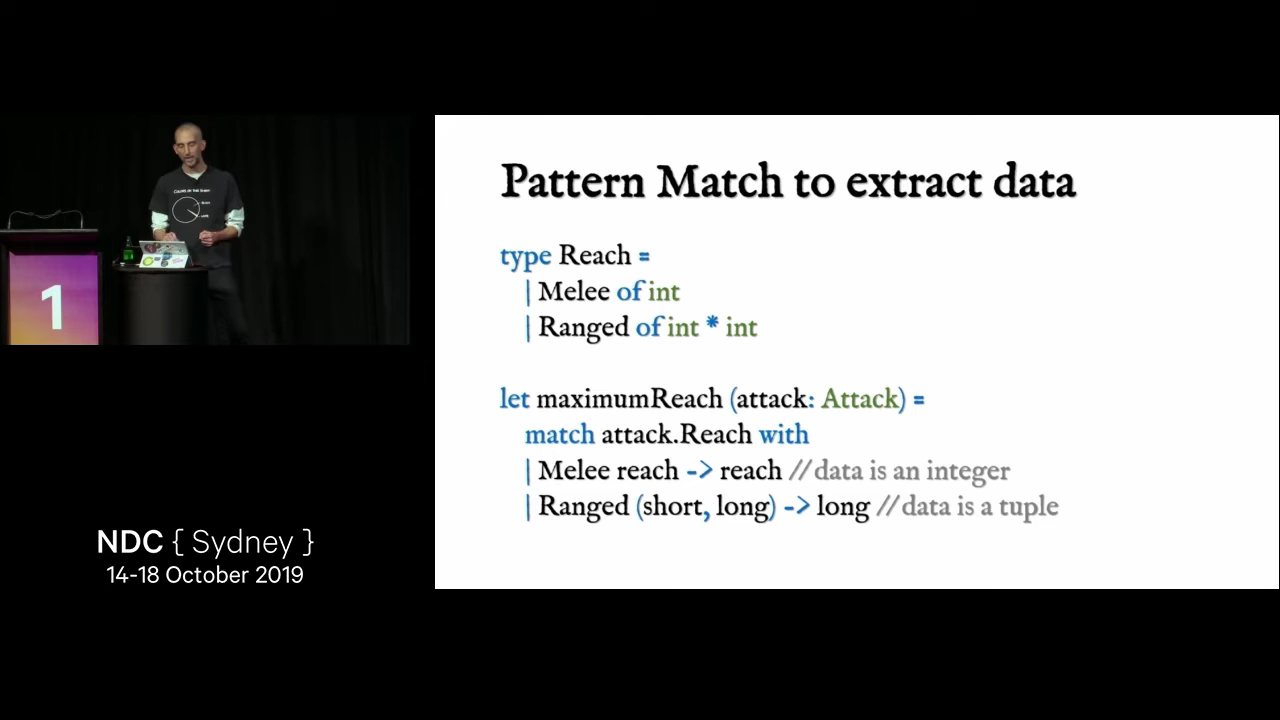 Pattern Match to extract data
type Reach =
| Melee of int
| Ranged of int * int
let maximumReach (attack: Attack) =
match attack.Reach with
| Melee reach -> reach // data is an integer
| Ranged (short, long) -> long // data is a tuple
1
NDC { Sydney }
14-18 October 2019